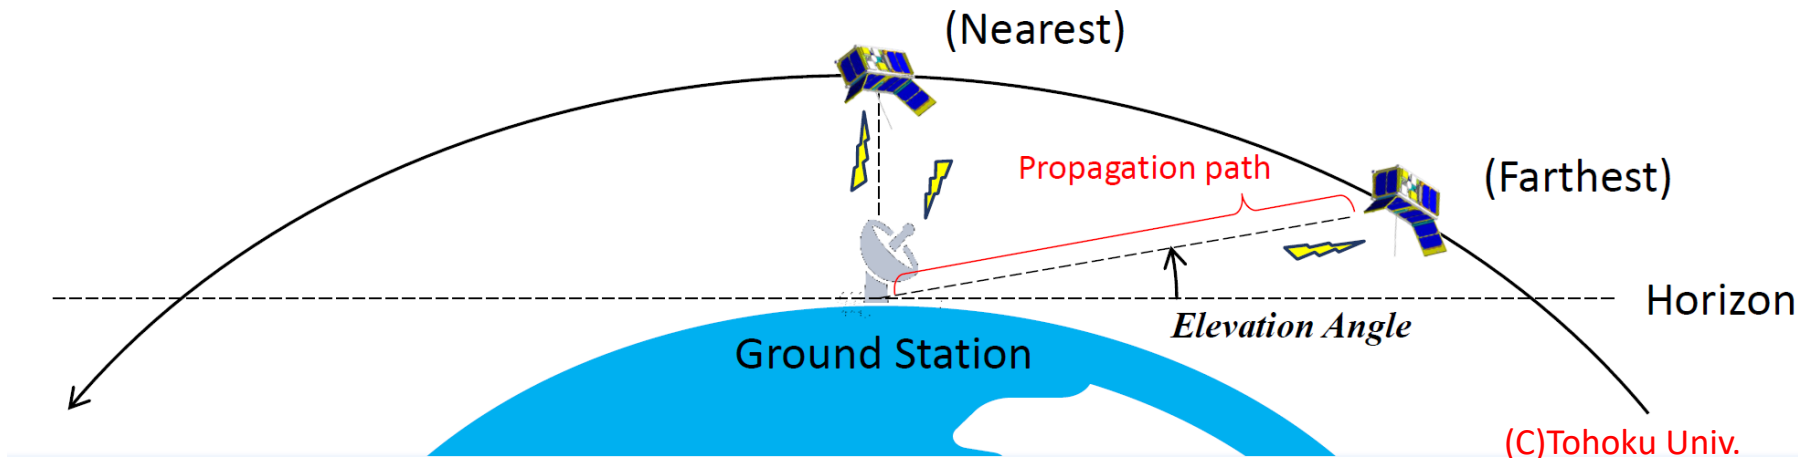 (Nearest)
Propagation path
(Farthest)
Horizon
Elevation Angle
Ground Station
(C)Tohoku Univ.